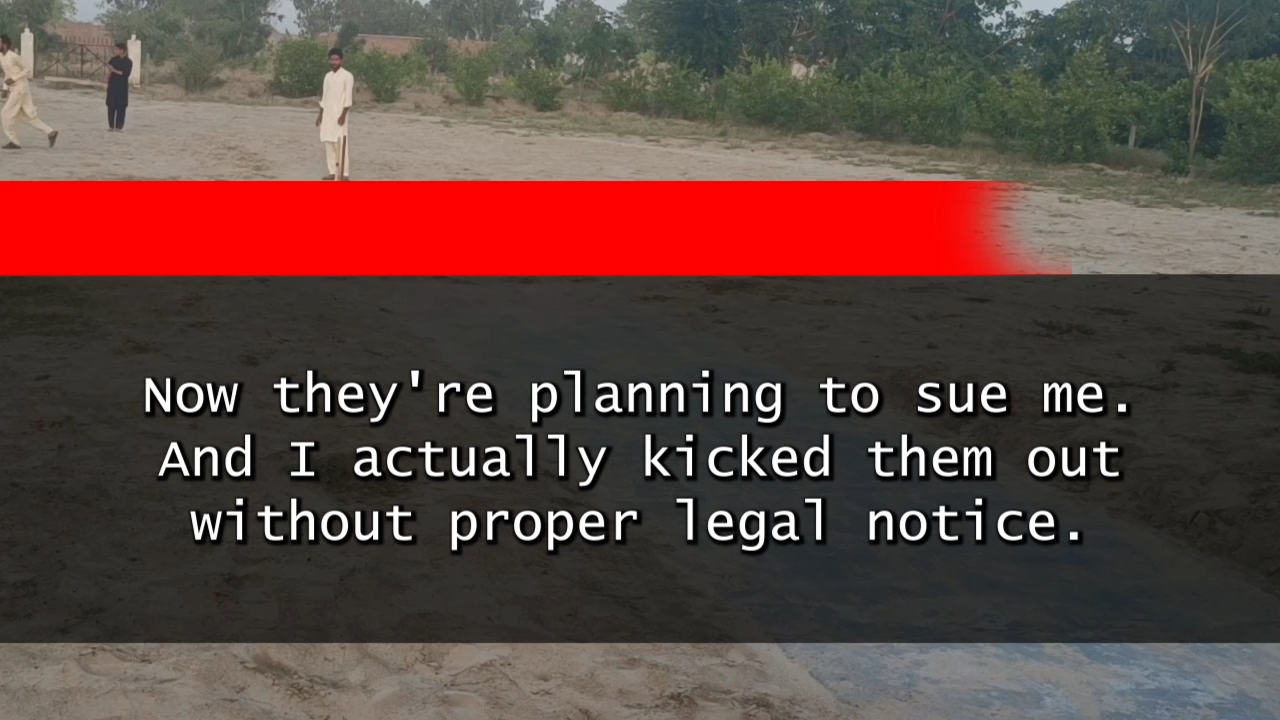 Now they're planning to sue me.
And I actually kicked them out
without proper legal notice.